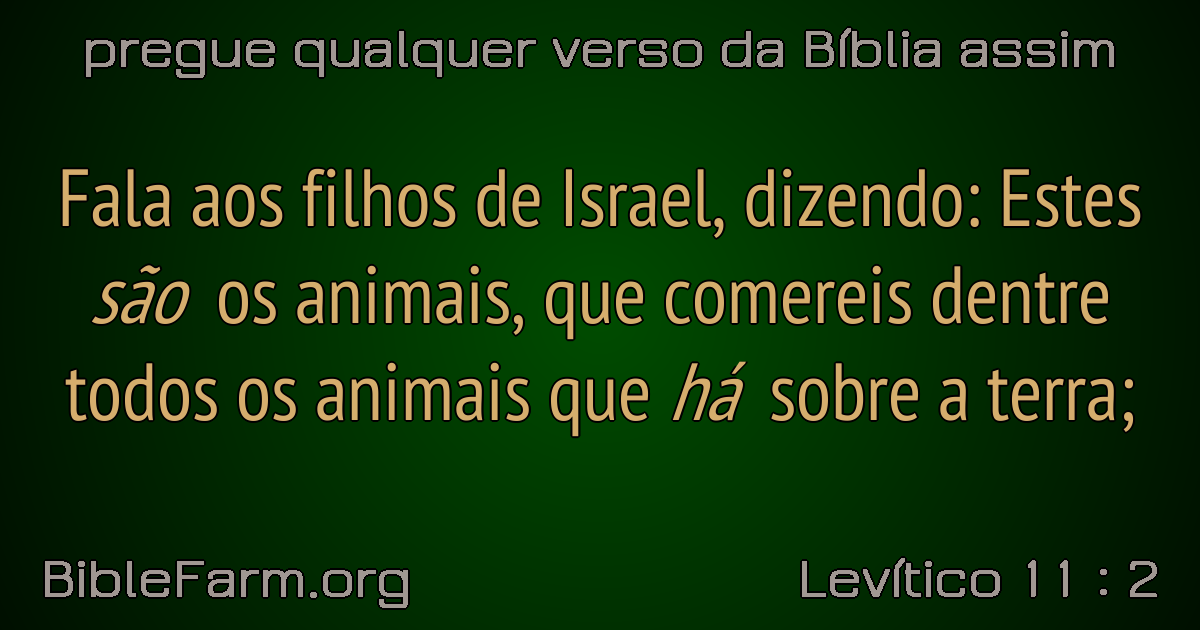 pregue qualquer verso da Bíblia assim
Fala aos filhos de Israel, dizendo: Estes
são os animais, que comereis dentre
todos os animais que há sobre a terra;
BibleFarm.org
Levítico 11 : 2